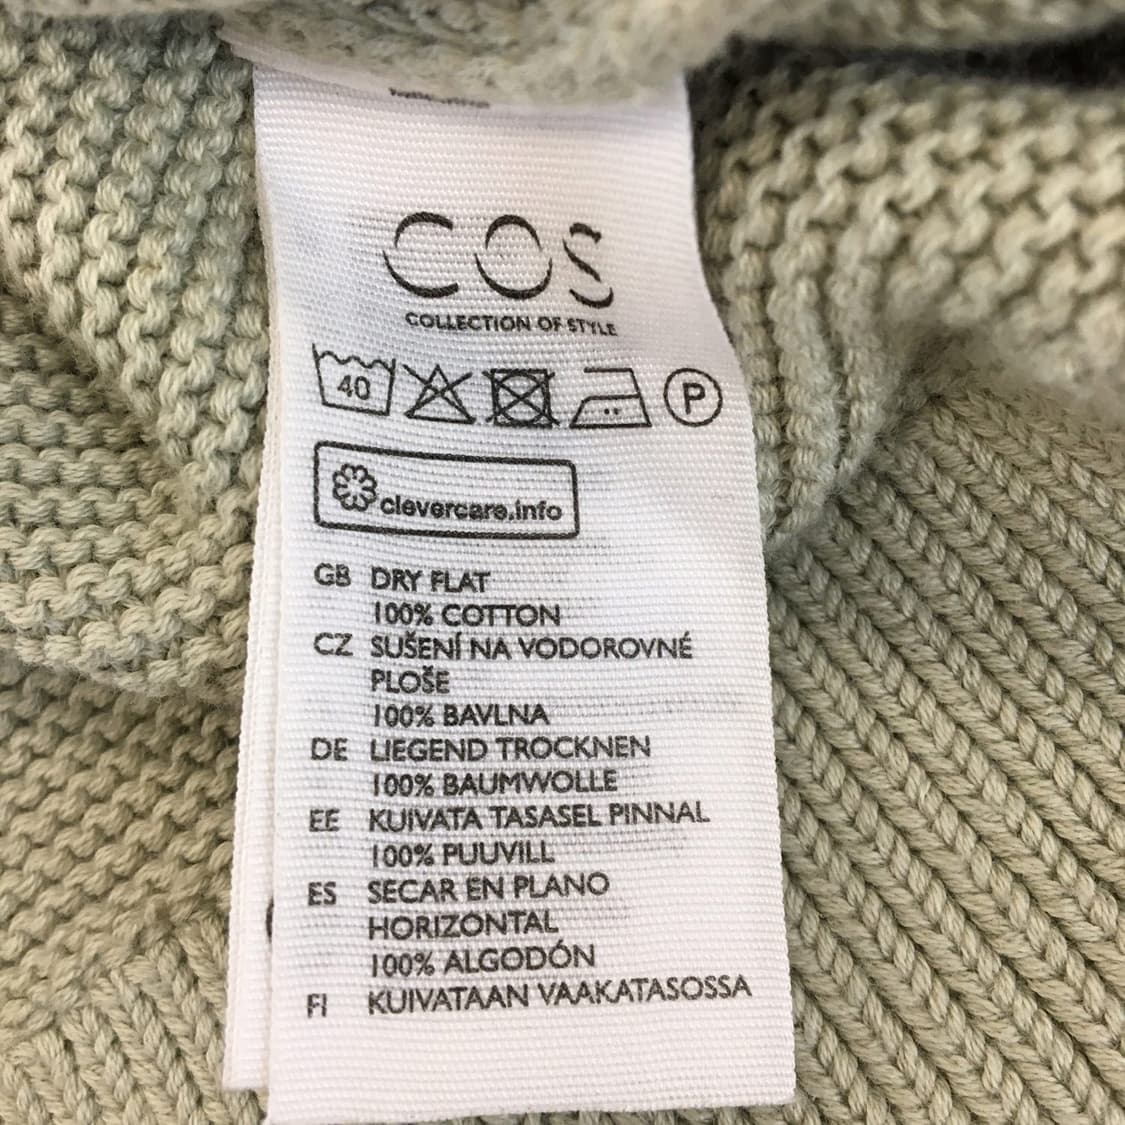 COS
COLLECTION OF STYLE
40 P
clevercare.info
GB DRY FLAT
100% COTTON
CZ SUŠENÍ NA VODOROVNÉ
PLOŠE
100% BAVLNA
DE LIEGEND TROCKNEN
100% BAUMWOLLE
EE KUIVATA TASASEL PINNAL
100% PUUVILL
ES SECAR EN PLANO
HORIZONTAL
100% ALGODÓN
FI KUIVATAAN VAAKATASOSSA